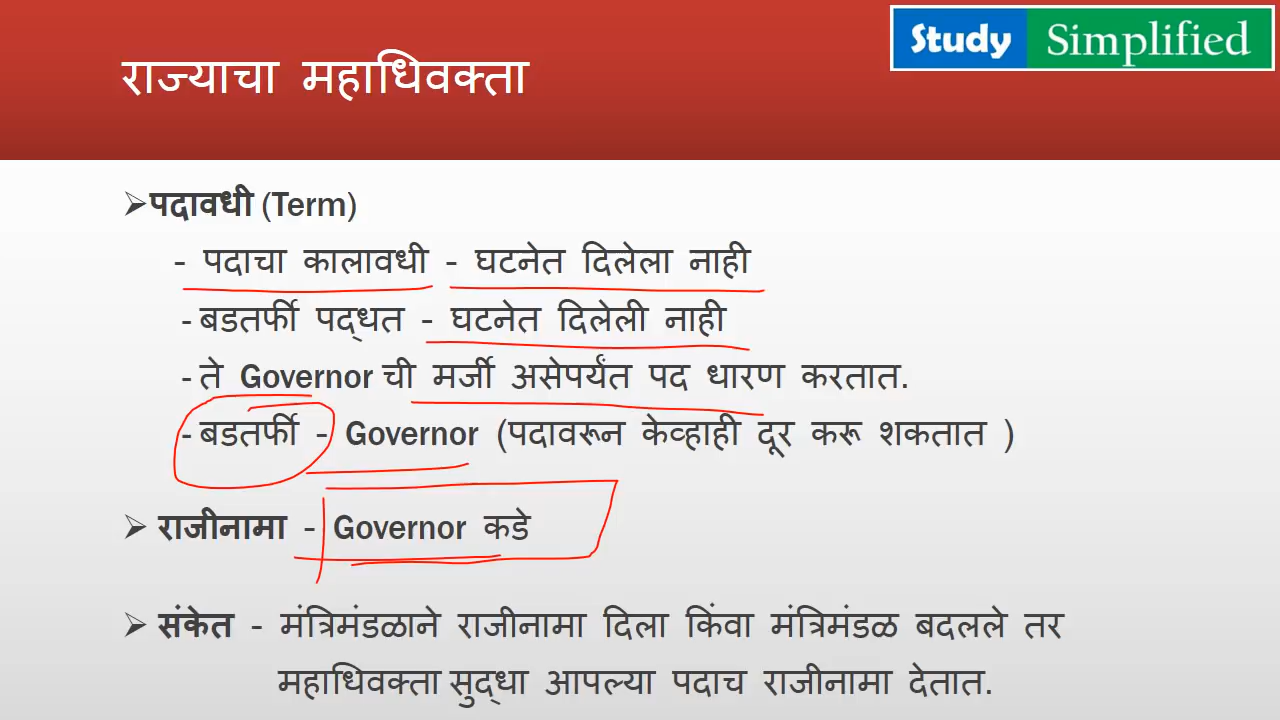 Study Simplified
राज्याचा महाधिवक्ता
➢पदावधी (Term)
- पदाचा कालावधी - घटनेत दिलेला नाही
- बडतर्फी पद्धत - घटनेत दिलेली नाही
- ते Governor ची मर्जी असेपर्यंत पद धारण करतात.
- बडतर्फी - Governor (पदावरून केव्हाही दूर करू शकतात )
➢ राजीनामा - Governor कडे
➢ संकेत - मंत्रिमंडळाने राजीनामा दिला किंवा मंत्रिमंडळ बदलले तर
महाधिवक्ता सुद्धा आपल्या पदाच राजीनामा देतात.